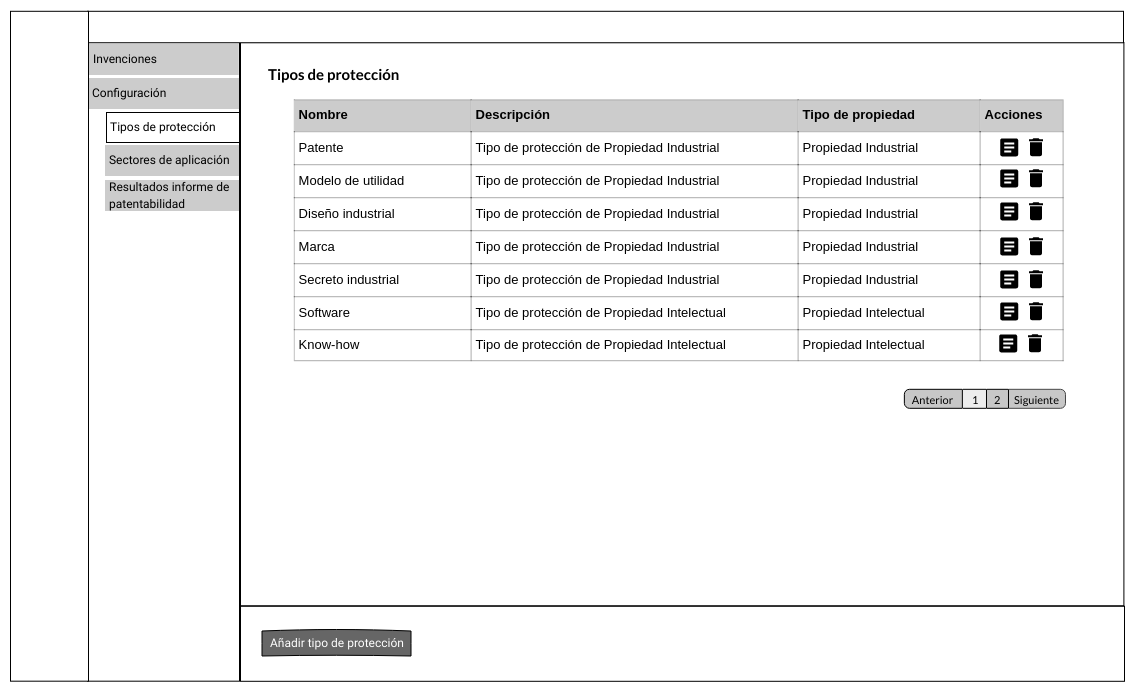 Invenciones
Configuración
Tipos de protección
Sectores de aplicación
Resultados informe de
patentabilidad
Tipos de protección
Nombre Descripción Tipo de propiedad Acciones
Patente Tipo de protección de Propiedad Industrial Propiedad Industrial
Modelo de utilidad Tipo de protección de Propiedad Industrial Propiedad Industrial
Diseño industrial Tipo de protección de Propiedad Industrial Propiedad Industrial
Marca Tipo de protección de Propiedad Industrial Propiedad Industrial
Secreto industrial Tipo de protección de Propiedad Industrial Propiedad Industrial
Software Tipo de protección de Propiedad Intelectual Propiedad Intelectual
Know-how Tipo de protección de Propiedad Intelectual Propiedad Intelectual
Anterior 1 2 Siguiente
Añadir tipo de protección